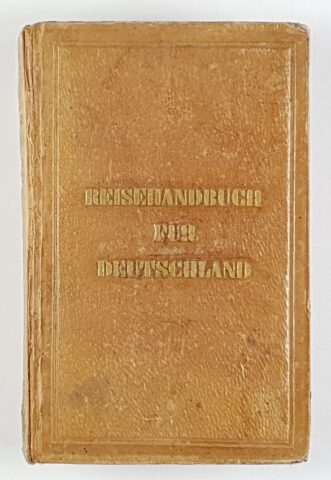 REISEHANDBUCH
FÜR
DEUTSCHLAND